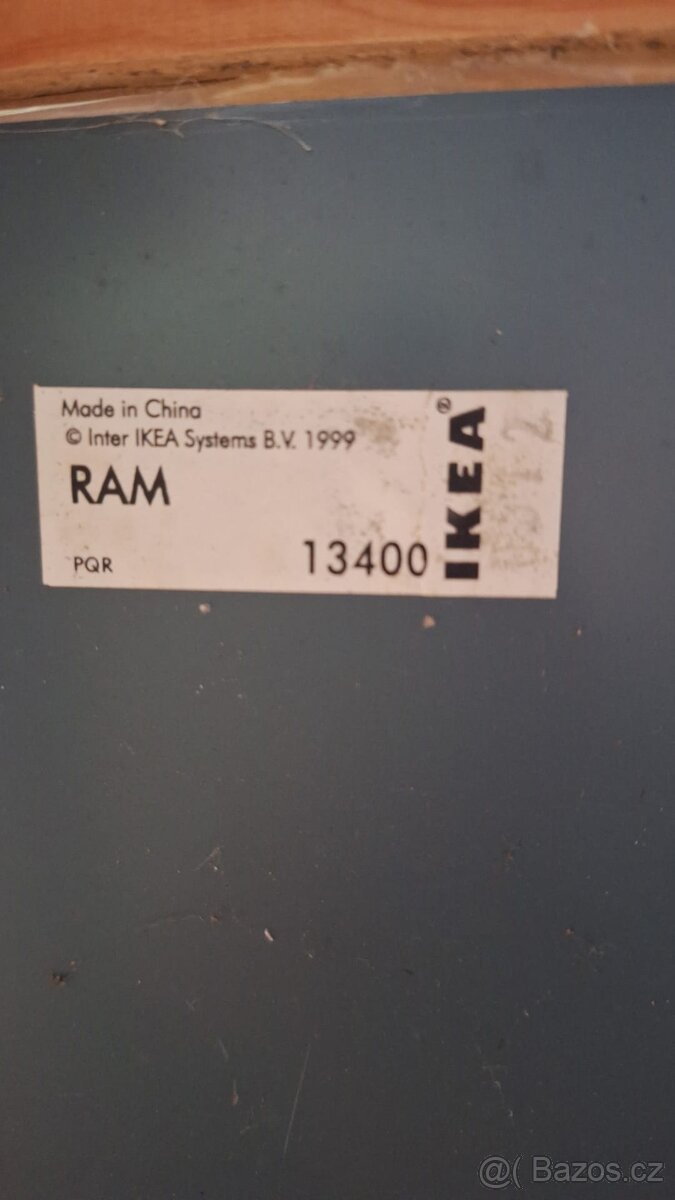 Made in China
© Inter IKEA Systems B.V. 1999
RAM
PQR
13400
IKEA®
@( Bazos.cz